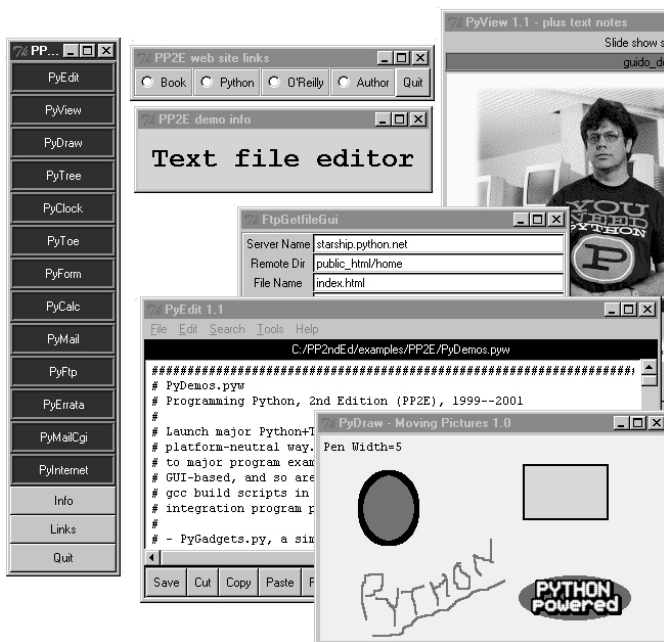 PP...
PyEdit
PyView
PyDraw
PyTree
PyClock
PyToe
PyForm
PyCalc
PyMail
PyFtp
PyErrata
PyMailCgi
PyInternet
Info
Links
Quit
PP2E web site links
Book Python O'Reilly Author Quit
PP2E demo info
Text file editor
PyView 1.1 - plus text notes
Slide show s
guido_de
YOU
NEED
PYTHON
P
FtpGetfileGui
Server Name starship.python.net
Remote Dir public_html/home
File Name index.html
PyEdit 1.1
File Edit Search Tools Help
C:/PP2ndEd/examples/PP2E/PyDemos.pyw
# PyDemos.pyw
# Programming Python, 2nd Edition (PP2E), 1999--2001
#
# Launch major Python+T
# platform-neutral way.
# to major program exam
# GUI-based, and so are
# gcc build scripts in
# integration program p
#
# - PyGadgets.py, a sim
Save Cut Copy Paste F
PyDraw - Moving Pictures 1.0
Pen Width=5
PYTHON
PYTHON
Powered